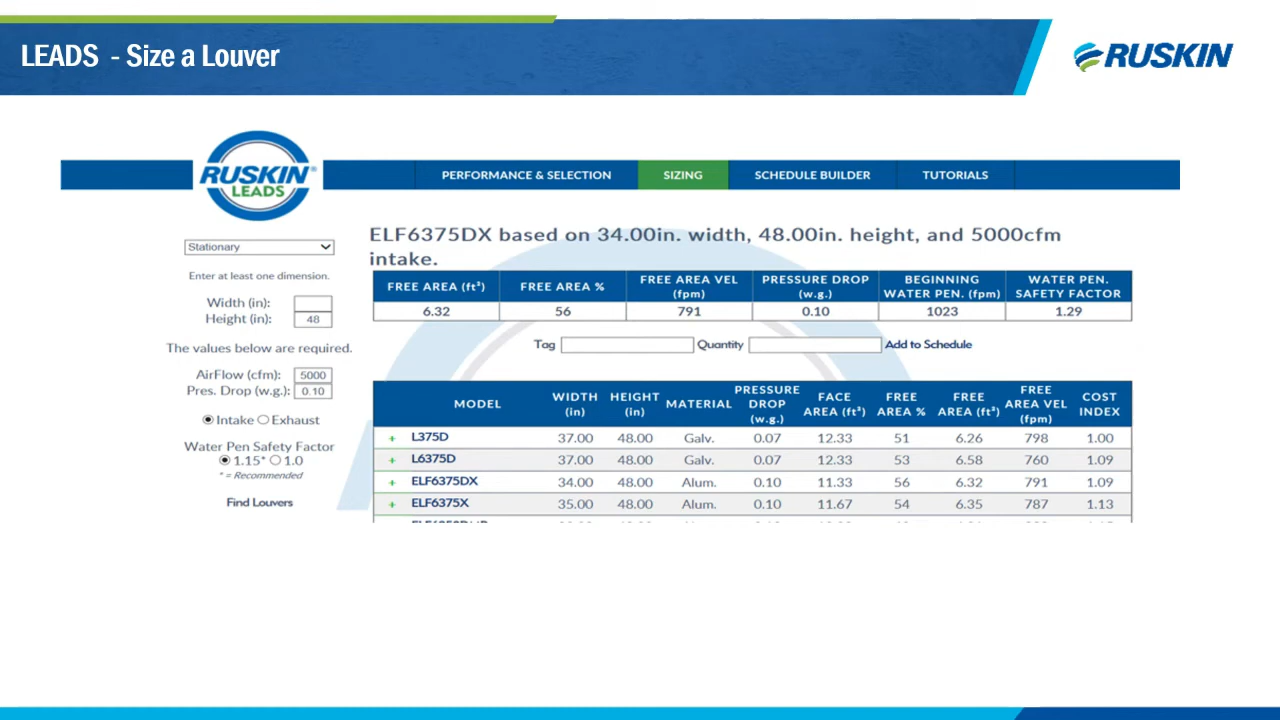 LEADS - Size a Louver
RUSKIN
RUSKIN®
LEADS
PERFORMANCE & SELECTION SIZING SCHEDULE BUILDER TUTORIALS
Stationary
Enter at least one dimension.
Width (in):
Height (in): 48
The values below are required.
AirFlow (cfm): 5000
Pres. Drop (w.g.): 0.10
Intake Exhaust
Water Pen Safety Factor
1.15* 1.0
* = Recommended
Find Louvers
ELF6375DX based on 34.00in. width, 48.00in. height, and 5000cfm
intake.
FREE AREA (ft²) FREE AREA % FREE AREA VEL (fpm) PRESSURE DROP (w.g.) BEGINNING WATER PEN. (fpm) WATER PEN. SAFETY FACTOR
6.32 56 791 0.10 1023 1.29
Tag Quantity Add to Schedule
MODEL WIDTH (in) HEIGHT (in) MATERIAL PRESSURE DROP (w.g.) FACE AREA (ft²) FREE AREA % FREE AREA (ft²) FREE AREA VEL (fpm) COST INDEX
+ L375D 37.00 48.00 Galv. 0.07 12.33 51 6.26 798 1.00
+ L6375D 37.00 48.00 Galv. 0.07 12.33 53 6.58 760 1.09
+ ELF6375DX 34.00 48.00 Alum. 0.10 11.33 56 6.32 791 1.09
+ ELF6375X 35.00 48.00 Alum. 0.10 11.67 54 6.35 787 1.13